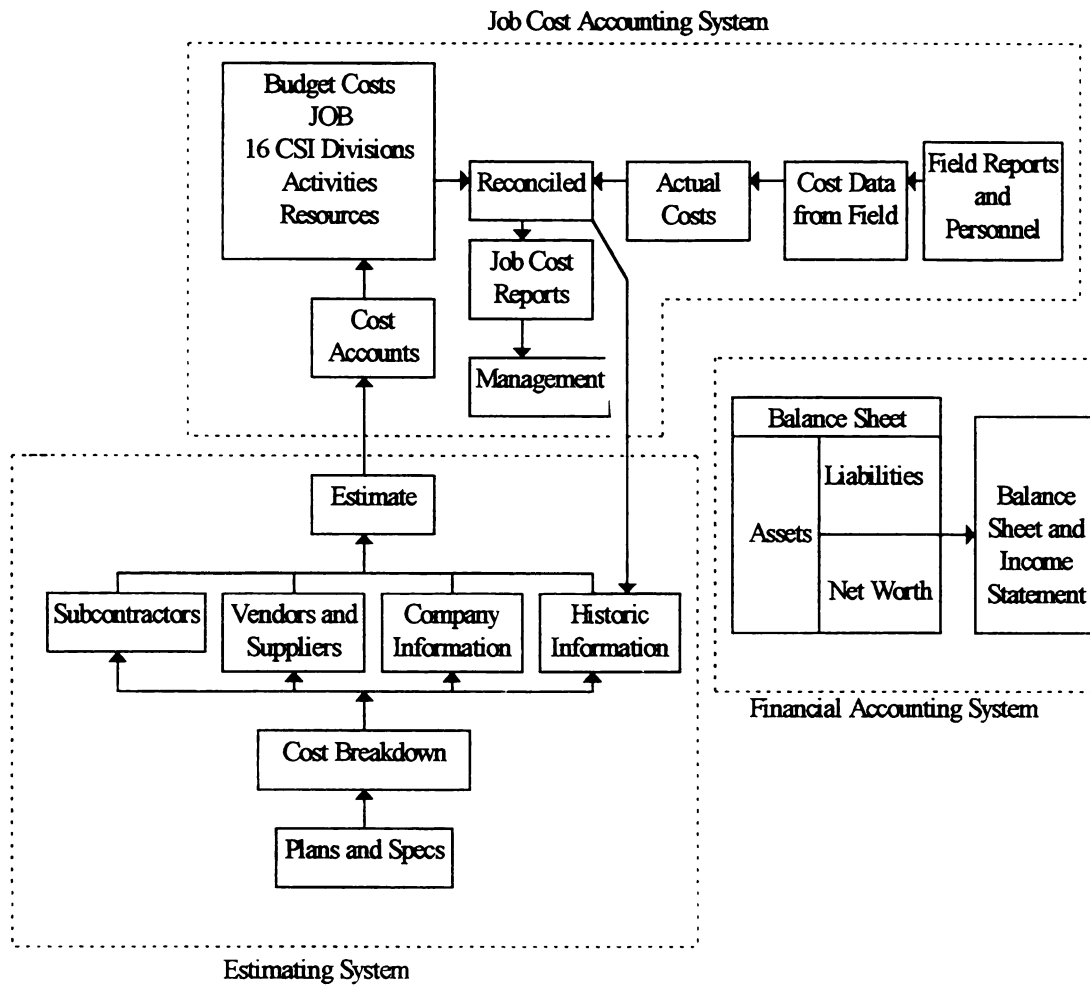 Job Cost Accounting System
Budget Costs
JOB
16 CSI Divisions
Activities
Resources
Reconciled
Actual
Costs
Cost Data
from Field
Field Reports
and
Personnel
Job Cost
Reports
Cost
Accounts
Management
Balance Sheet
Assets
Liabilities
Net Worth
Balance
Sheet and
Income
Statement
Financial Accounting System
Estimate
Subcontractors
Vendors and
Suppliers
Company
Information
Historic
Information
Cost Breakdown
Plans and Specs
Estimating System